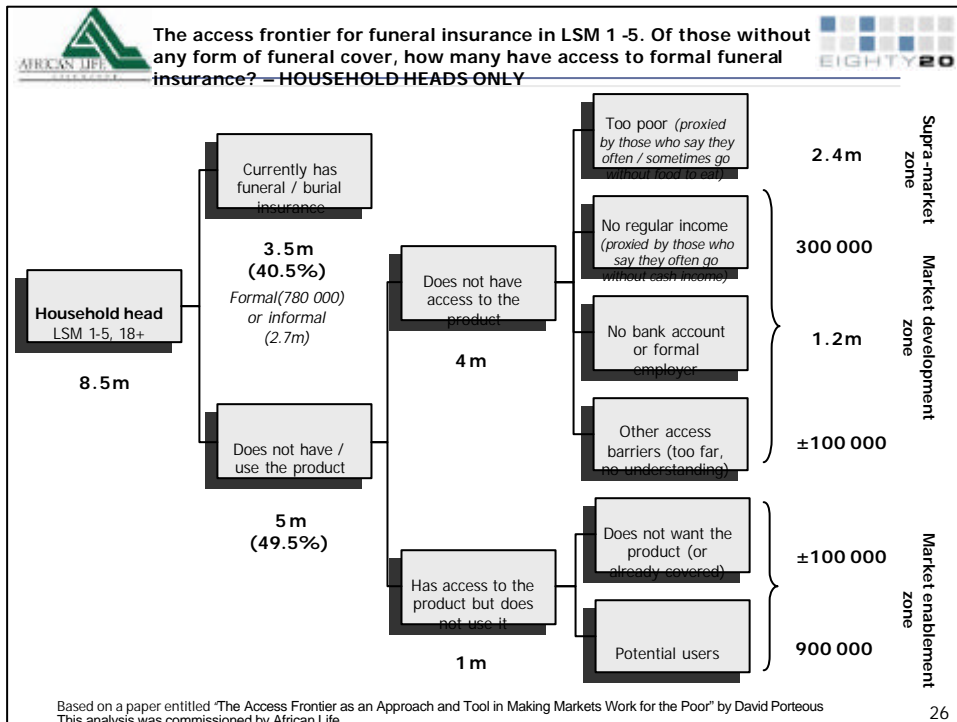 AFRICAN LIFE
The access frontier for funeral insurance in LSM 1 -5. Of those without
any form of funeral cover, how many have access to formal funeral
insurance? – HOUSEHOLD HEADS ONLY
EIGHTY20
Household head
LSM 1-5, 18+
8.5m
Currently has
funeral / burial
insurance
3.5m
(40.5%)
Formal(780 000)
or informal
(2.7m)
Does not have /
use the product
5m
(49.5%)
Does not have
access to the
product
4m
Has access to the
product but does
not use it
1m
Too poor (proxied
by those who say they
often / sometimes go
without food to eat)
2.4m
No regular income
(proxied by those who
say they often go
without cash income)
300 000
No bank account
or formal
employer
1.2m
Other access
barriers (too far,
no understanding)
±100 000
Does not want the
product (or
already covered)
±100 000
Potential users
900 000
Supra-market
zone
Market development
zone
Market enablement
zone
Based on a paper entitled “The Access Frontier as an Approach and Tool in Making Markets Work for the Poor” by David Porteous
This analysis was commissioned by African Life
26